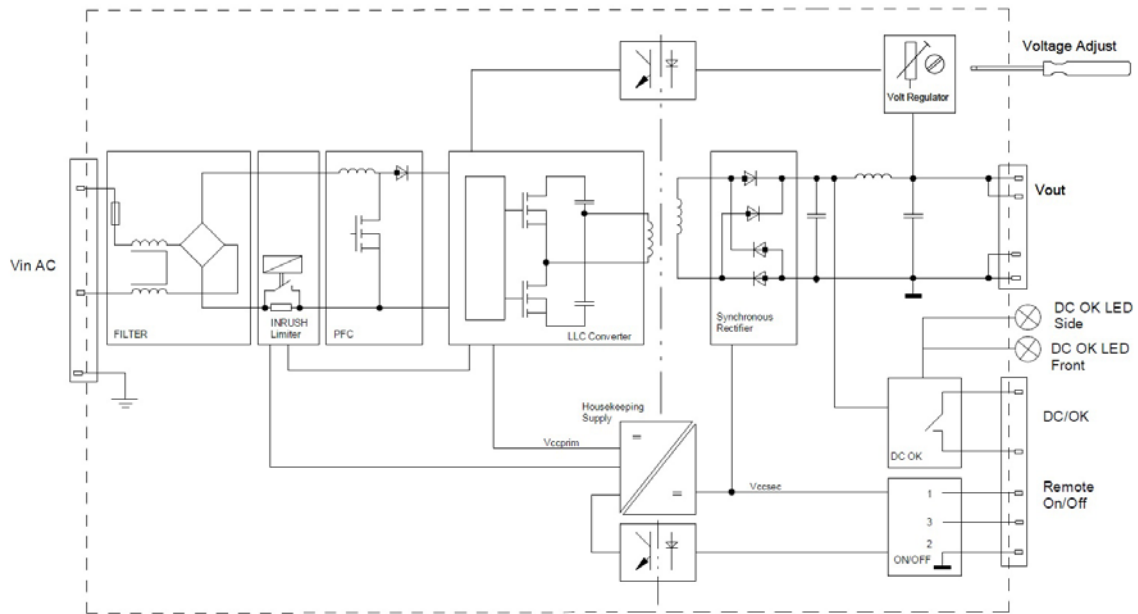 Voltage Adjust
Volt Regulator
Vin AC
FILTER
INRUSH
Limiter
PFC
LLC Converter
Synchronous
Rectifier
Vout
DC OK LED
Side
DC OK LED
Front
Housekeeping
Supply
Vccprim
Vccsec
DC OK
DC/OK
1
3
2
ON/OFF
Remote
On/Off